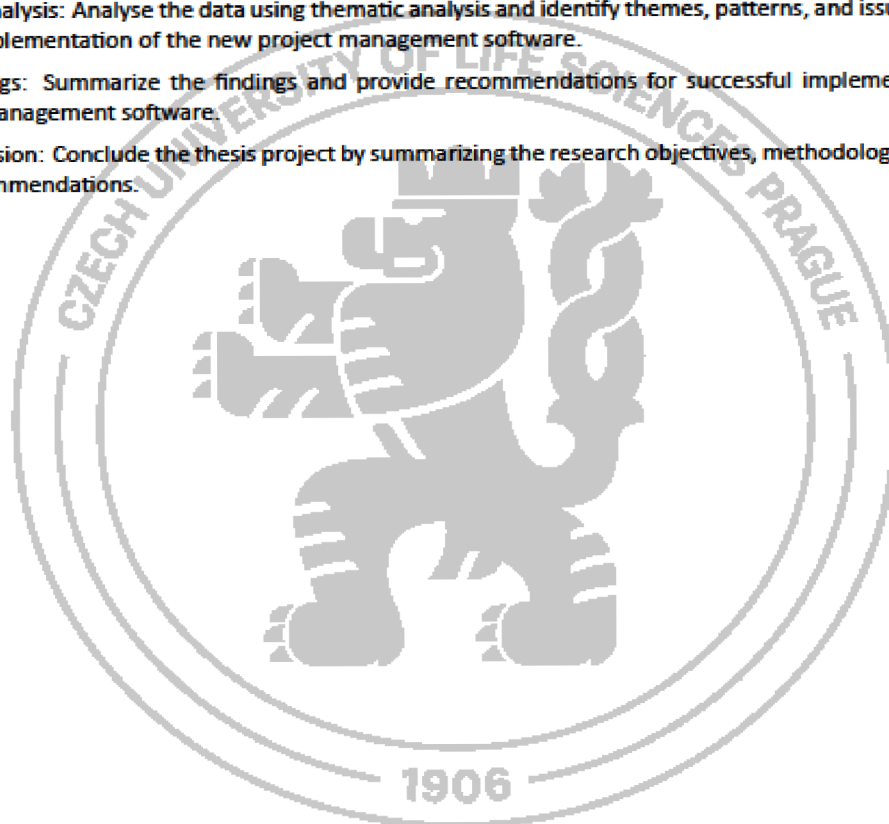 nalysis: Analyse the data using thematic analysis and identify themes, patterns, and issu
plementation of the new project management software.
gs: Summarize the findings and provide recommendations for successful impleme
anagement software.
sion: Conclude the thesis project by summarizing the research objectives, methodolog
mmendations.
CZECH UNIVERSITY OF LIFE SCIENCES PRAGUE
1906